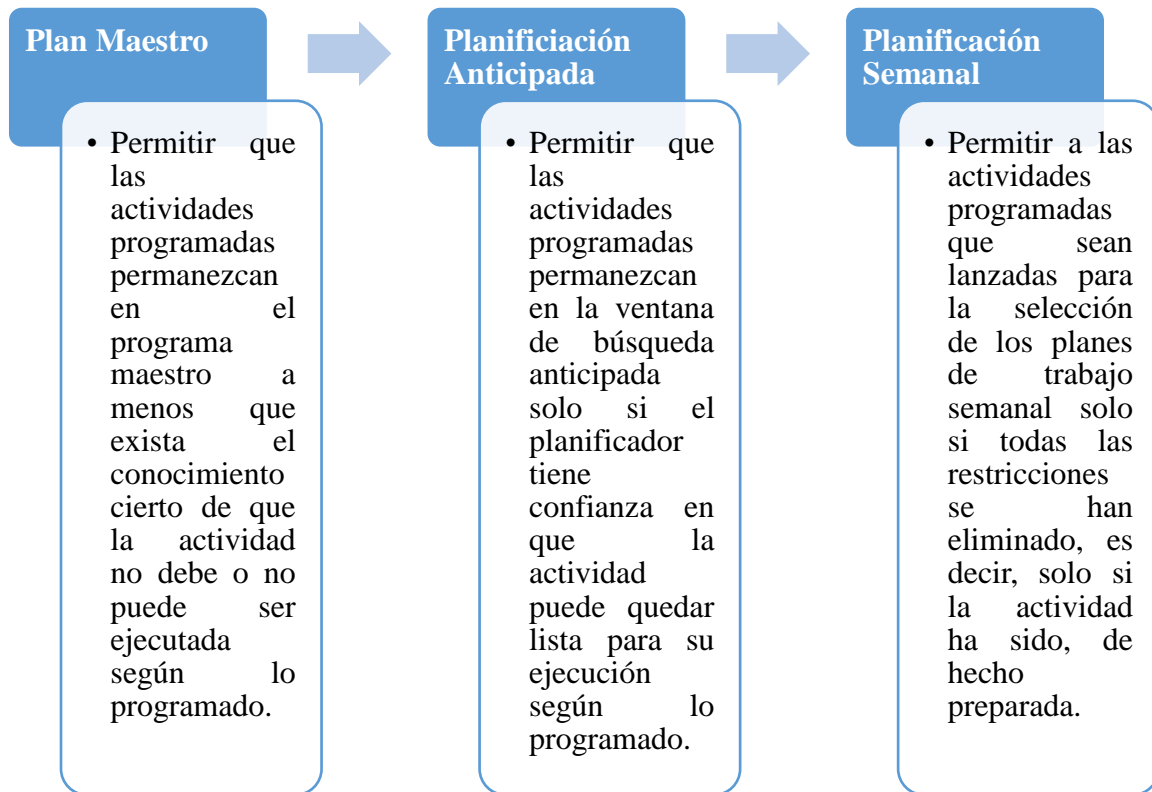 Plan Maestro
• Permitir que
las
actividades
programadas
permanezcan
en el
programa
maestro a
menos que
exista el
conocimiento
cierto de que
la actividad
no debe o no
puede ser
ejecutada
según lo
programado.
Planificiación
Anticipada
• Permitir que
las
actividades
programadas
permanezcan
en la ventana
de búsqueda
anticipada
solo si el
planificador
tiene
confianza en
que la
actividad
puede quedar
lista para su
ejecución
según lo
programado.
Planificación
Semanal
• Permitir a las
actividades
programadas
que sean
lanzadas para
la selección
de los planes
de trabajo
semanal solo
si todas las
restricciones
se han
eliminado, es
decir, solo si
la actividad
ha sido, de
hecho
preparada.